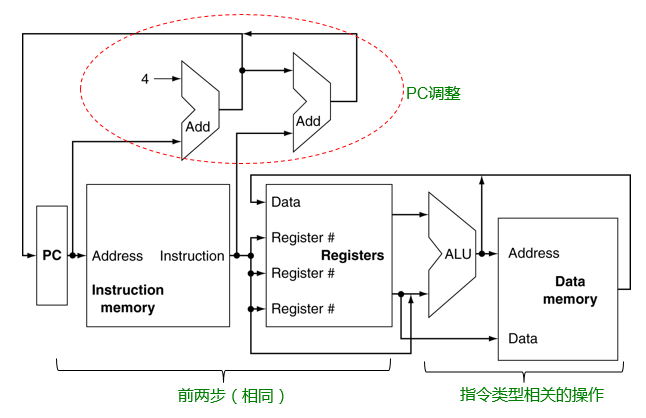 4
Add
Add
PC调整
PC
Address
Instruction
Instruction
memory
Data
Register #
Registers
Register #
Register #
ALU
Address
Data
memory
Data
前两步（相同）
指令类型相关的操作